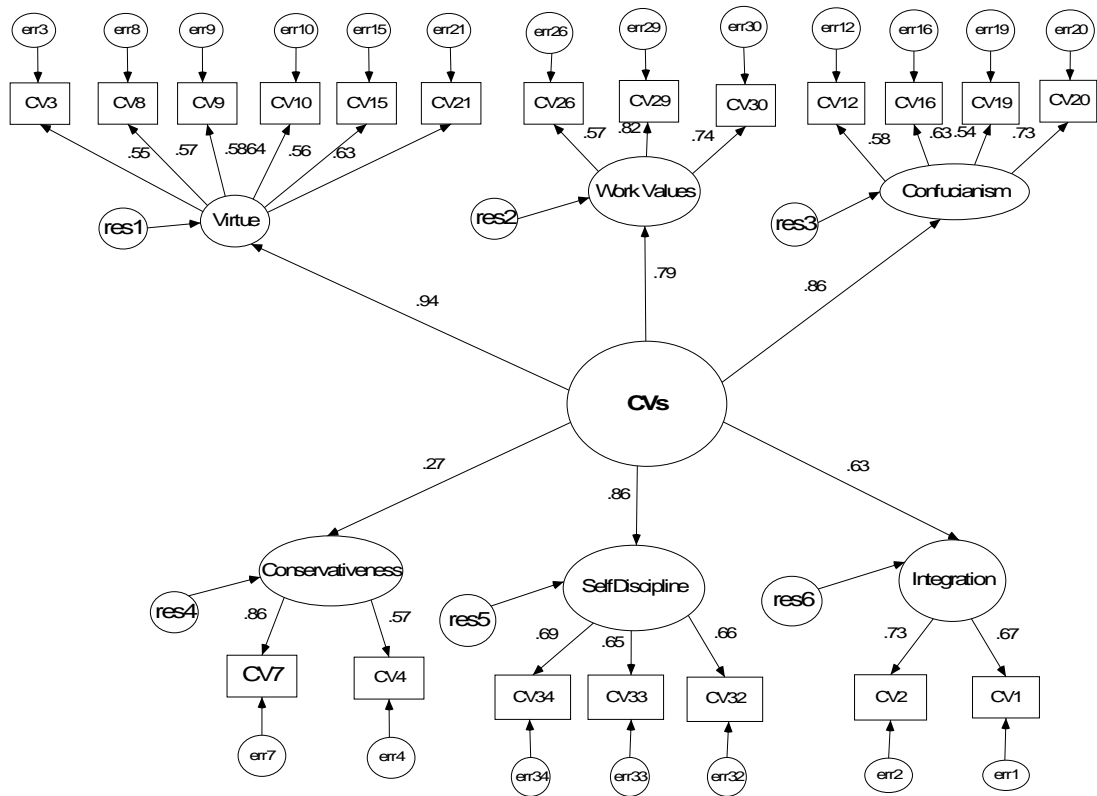 err3 err8 err9 err10 err15 err21 err26 err29 err30 err12 err16 err19 err20
CV3 CV8 CV9 CV10 CV15 CV21 CV26 CV29 CV30 CV12 CV16 CV19 CV20
.55 .57 .5864 .56 .63 .57 .82 .74 .58 .63 .54 .73
res1 Virtue res2 Work Values res3 Confucianism
.94 .79 .86
CVs
.27 .86 .63
Conservativeness SelfDiscipline Integration
res4 res5 res6
.86 .57 .69 .65 .66 .73 .67
CV7 CV4 CV34 CV33 CV32 CV2 CV1
err7 err4 err34 err33 err32 err2 err1